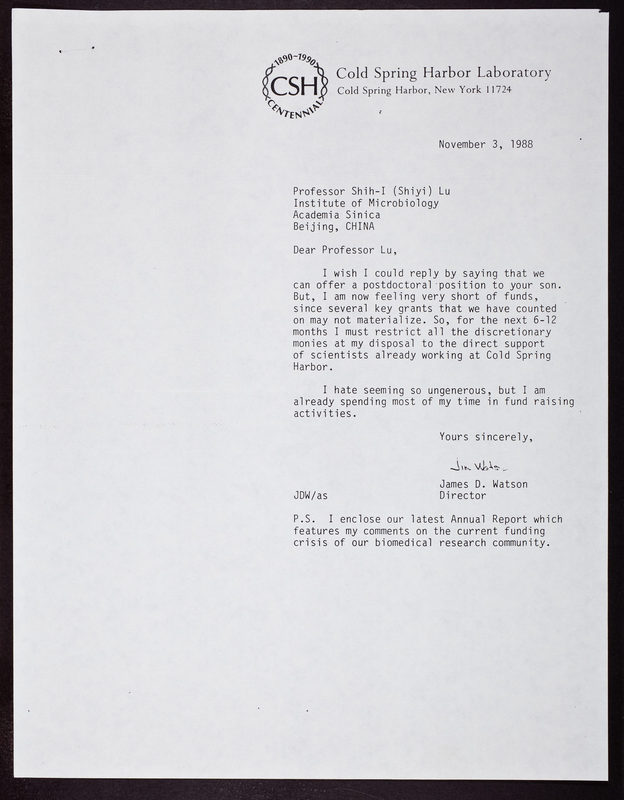 1890-1990
CSH
CENTENNIAL
Cold Spring Harbor Laboratory
Cold Spring Harbor, New York 11724
November 3, 1988
Professor Shih-I (Shiyi) Lu
Institute of Microbiology
Academia Sinica
Beijing, CHINA
Dear Professor Lu,
I wish I could reply by saying that we
can offer a postdoctoral position to your son.
But, I am now feeling very short of funds,
since several key grants that we have counted
on may not materialize. So, for the next 6-12
months I must restrict all the discretionary
monies at my disposal to the direct support
of scientists already working at Cold Spring
Harbor.
I hate seeming so ungenerous, but I am
already spending most of my time in fund raising
activities.
Yours sincerely,
Jim Watson
James D. Watson
JDW/as Director
P.S. I enclose our latest Annual Report which
features my comments on the current funding
crisis of our biomedical research community.